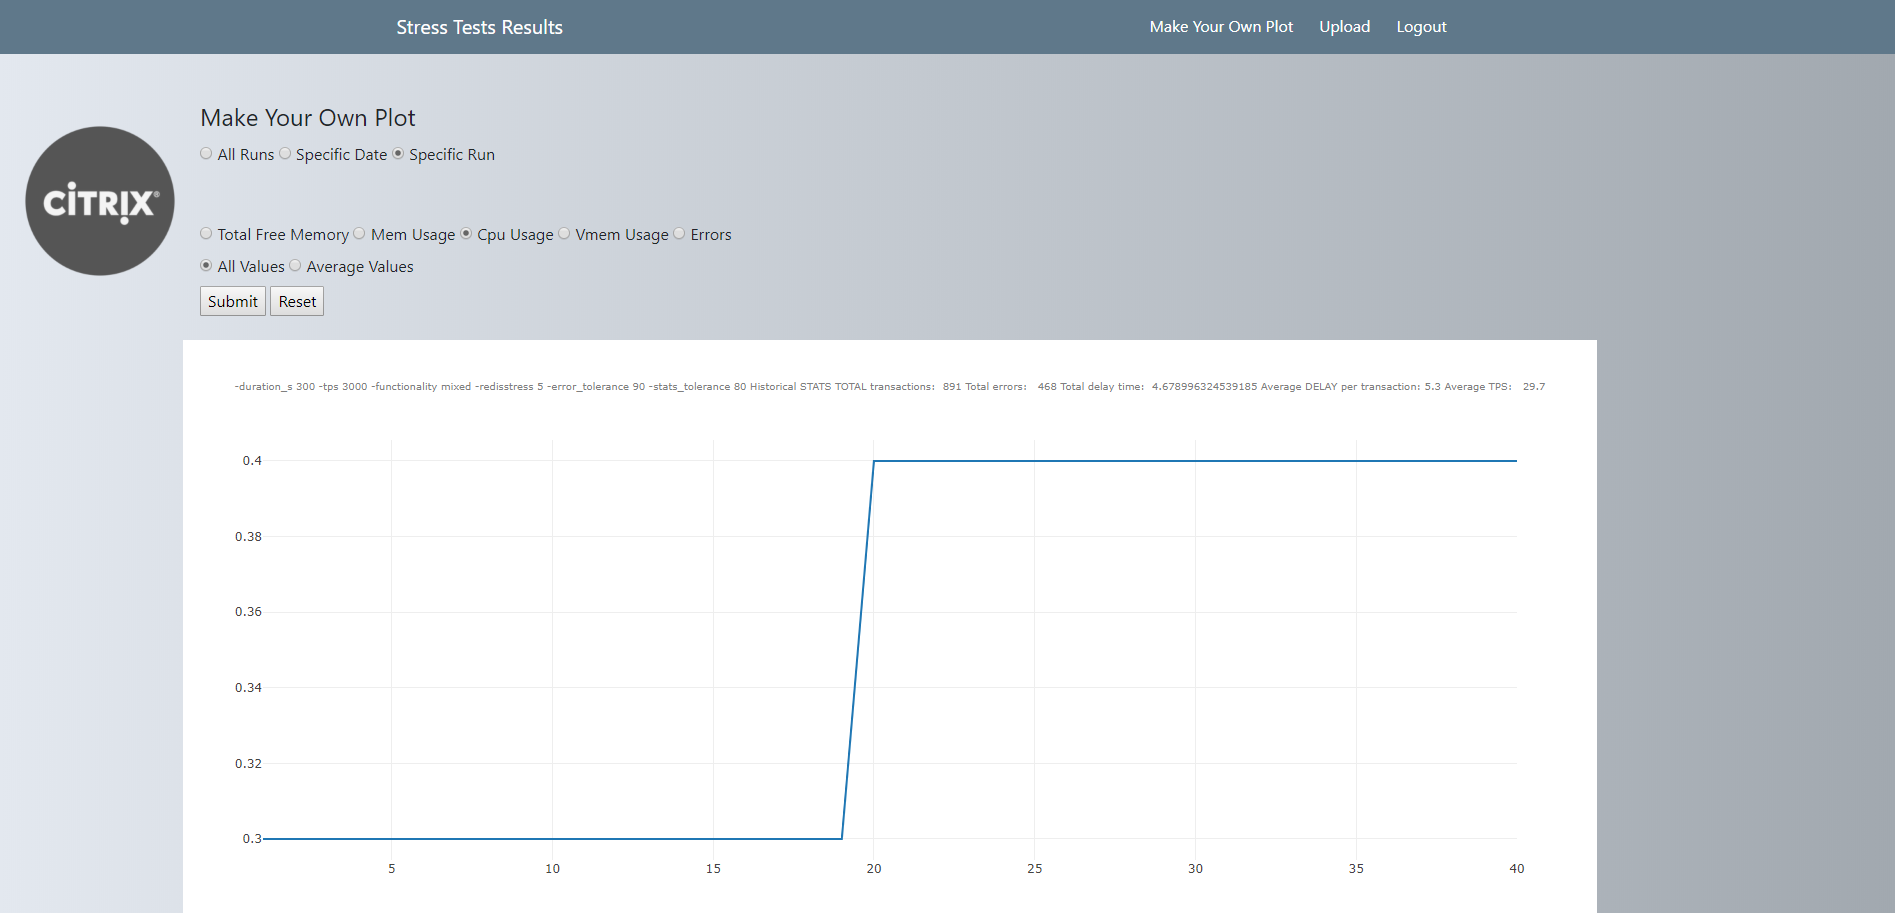 Stress Tests Results Make Your Own Plot Upload Logout
Make Your Own Plot
All Runs Specific Date Specific Run
CITRIX®
Total Free Memory Mem Usage Cpu Usage Vmem Usage Errors
All Values Average Values
Submit Reset
-duration_s 300 -tps 3000 -functionality mixed -redisstress 5 -error_tolerance 90 -stats_tolerance 80 Historical STATS TOTAL transactions: 891 Total errors: 468 Total delay time: 4.678996324539185 Average DELAY per transaction: 5.3 Average TPS: 29.7
0.4
0.38
0.36
0.34
0.32
0.3
5 10 15 20 25 30 35 40